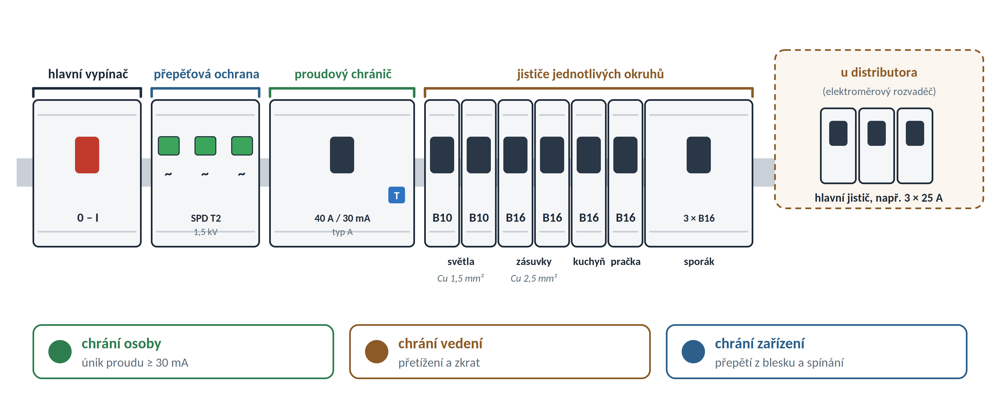 hlavní vypínač
přepěťová ochrana
proudový chránič
jističe jednotlivých okruhů
u distributora
(elektroměrový rozvaděč)
~ ~ ~
T
hlavní jistič, např. 3 × 25 A
0 – I
SPD T2
1,5 kV
40 A / 30 mA
typ A
B10 B10 B16 B16 B16 B16
3 × B16
světla
Cu 1,5 mm²
zásuvky
Cu 2,5 mm²
kuchyň
pračka
sporák
chrání osoby
únik proudu ≥ 30 mA
chrání vedení
přetížení a zkrat
chrání zařízení
přepětí z blesku a spínání